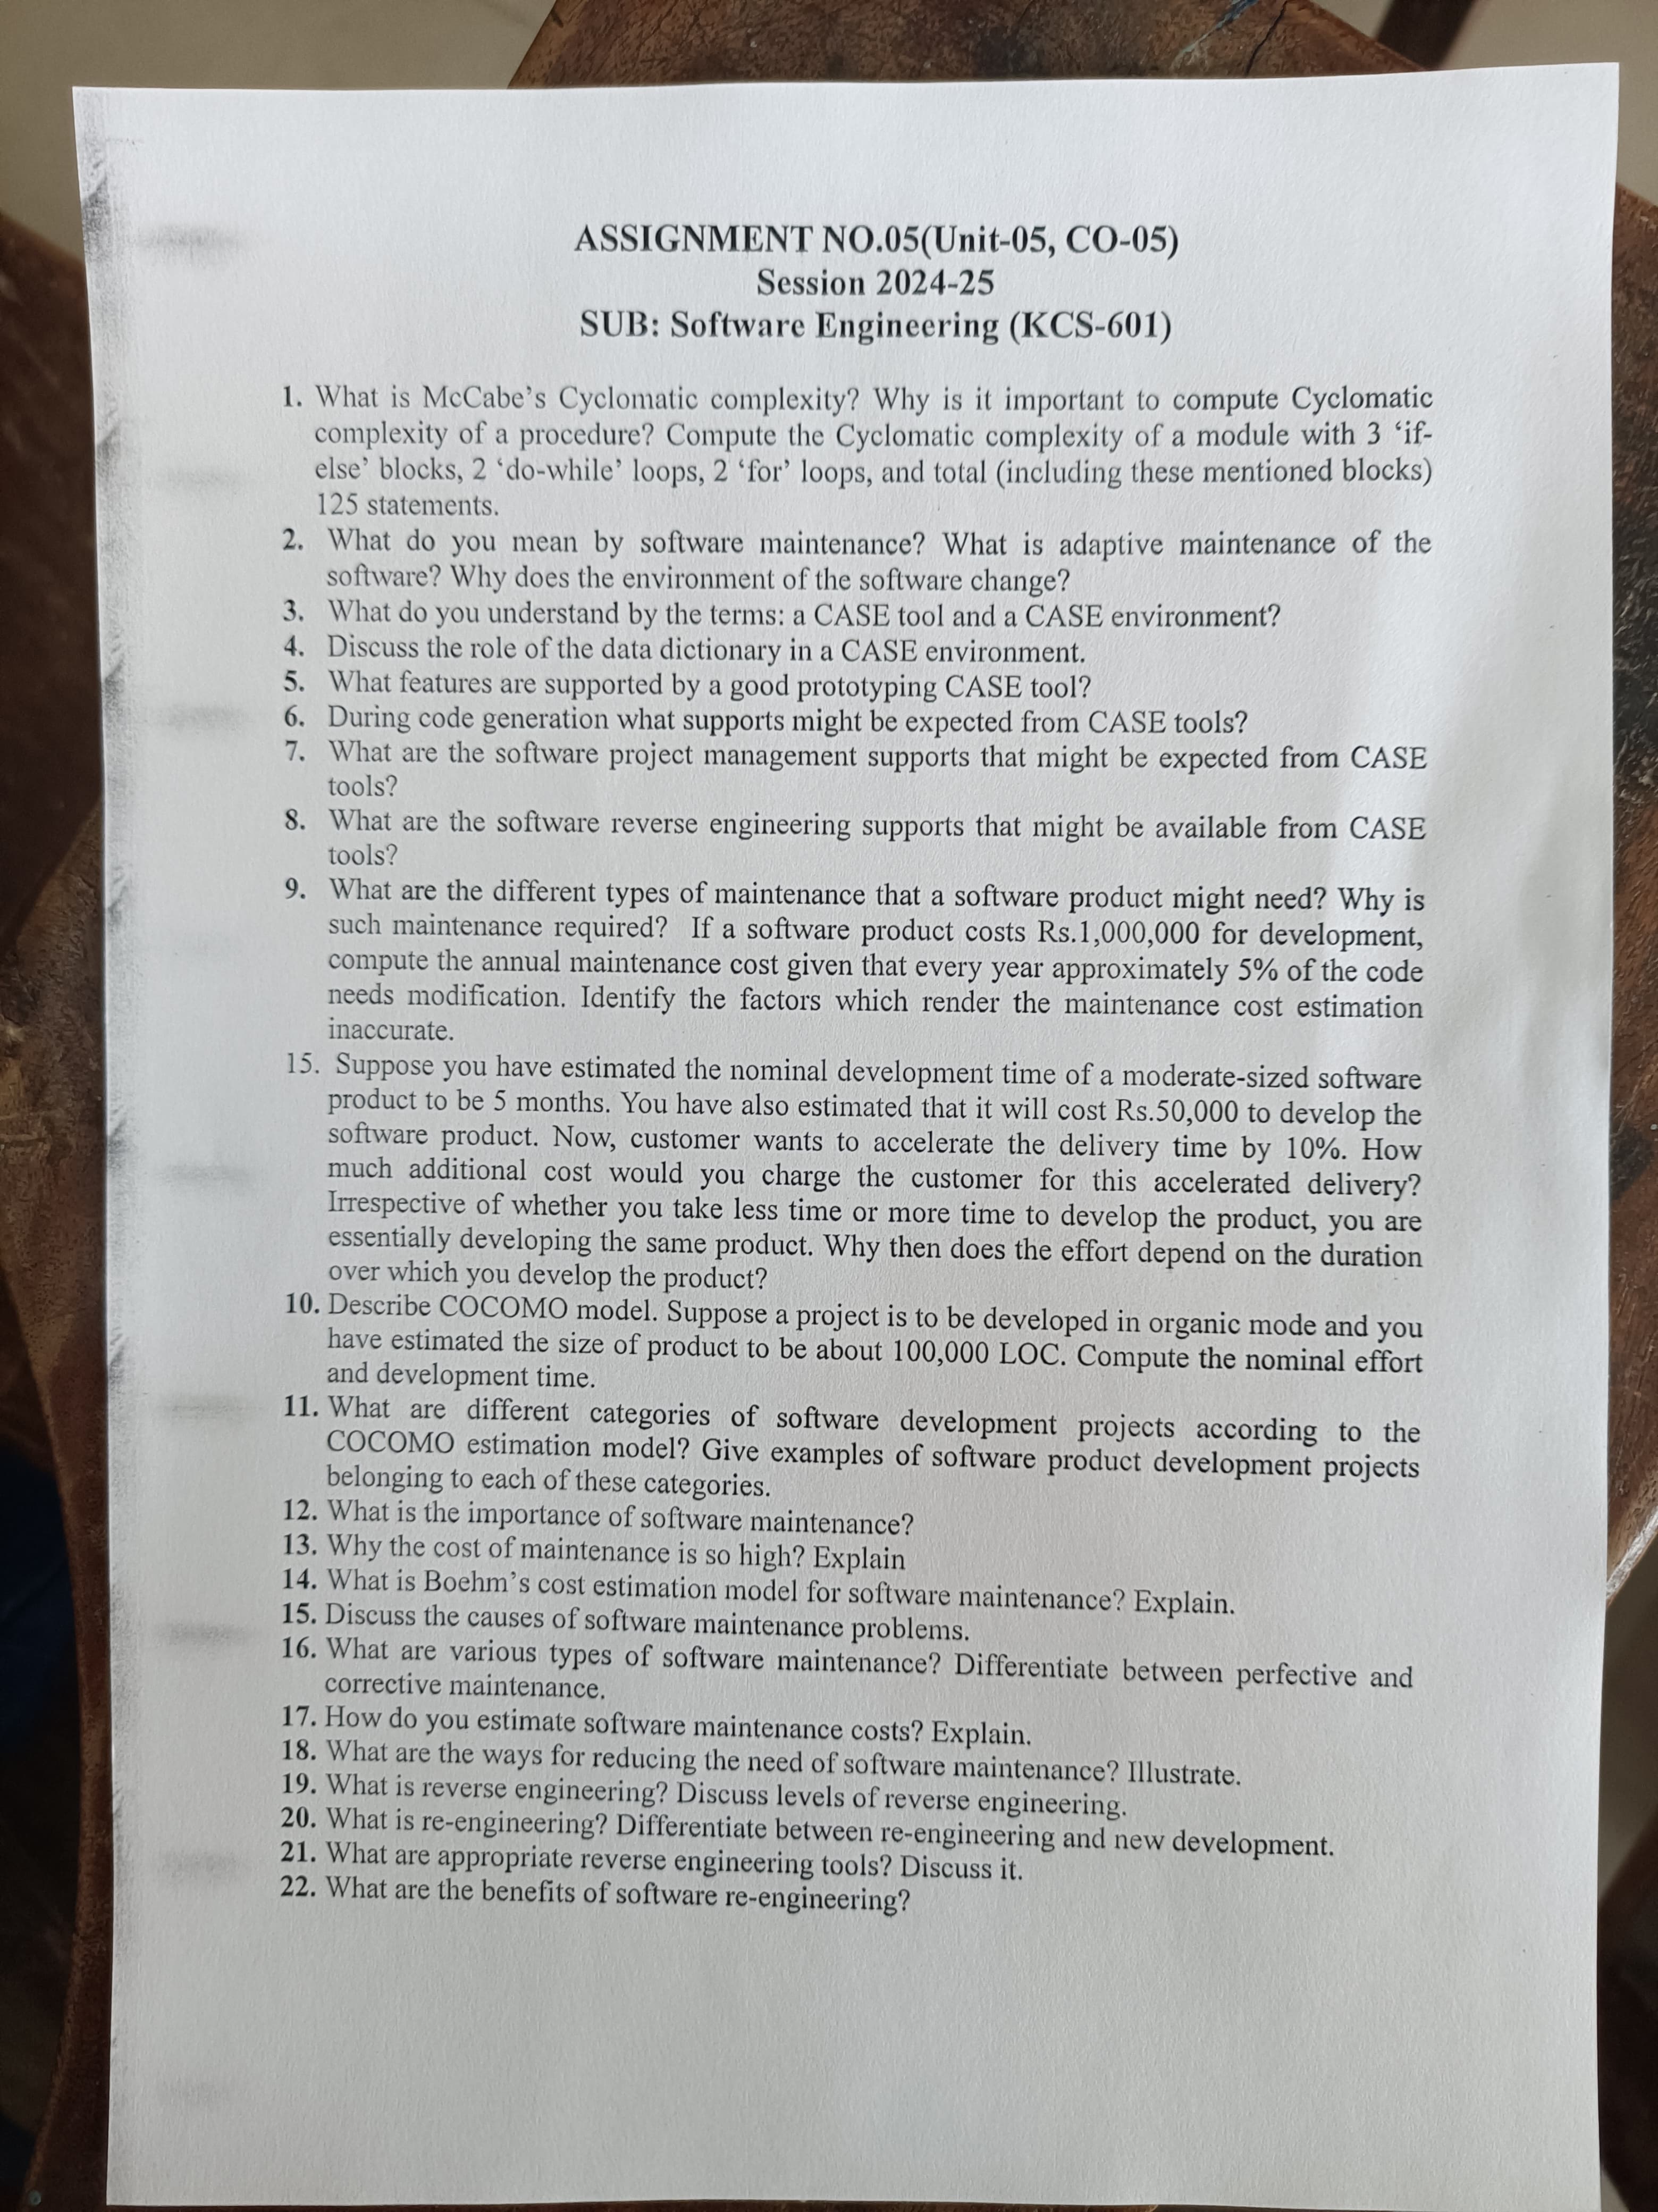 ASSIGNMENT NO.05(Unit-05, CO-05)
Session 2024-25
SUB: Software Engineering (KCS-601)
1. What is McCabe’s Cyclomatic complexity? Why is it important to compute Cyclomatic
complexity of a procedure? Compute the Cyclomatic complexity of a module with 3 ‘if-
else’ blocks, 2 ‘do-while’ loops, 2 ‘for’ loops, and total (including these mentioned blocks)
125 statements.
2. What do you mean by software maintenance? What is adaptive maintenance of the
software? Why does the environment of the software change?
3. What do you understand by the terms: a CASE tool and a CASE environment?
4. Discuss the role of the data dictionary in a CASE environment.
5. What features are supported by a good prototyping CASE tool?
6. During code generation what supports might be expected from CASE tools?
7. What are the software project management supports that might be expected from CASE
tools?
8. What are the software reverse engineering supports that might be available from CASE
tools?
9. What are the different types of maintenance that a software product might need? Why is
such maintenance required? If a software product costs Rs.1,000,000 for development,
compute the annual maintenance cost given that every year approximately 5% of the code
needs modification. Identify the factors which render the maintenance cost estimation
inaccurate.
15. Suppose you have estimated the nominal development time of a moderate-sized software
product to be 5 months. You have also estimated that it will cost Rs.50,000 to develop the
software product. Now, customer wants to accelerate the delivery time by 10%. How
much additional cost would you charge the customer for this accelerated delivery?
Irrespective of whether you take less time or more time to develop the product, you are
essentially developing the same product. Why then does the effort depend on the duration
over which you develop the product?
10. Describe COCOMO model. Suppose a project is to be developed in organic mode and you
have estimated the size of product to be about 100,000 LOC. Compute the nominal effort
and development time.
11. What are different categories of software development projects according to the
COCOMO estimation model? Give examples of software product development projects
belonging to each of these categories.
12. What is the importance of software maintenance?
13. Why the cost of maintenance is so high? Explain
14. What is Boehm’s cost estimation model for software maintenance? Explain.
15. Discuss the causes of software maintenance problems.
16. What are various types of software maintenance? Differentiate between perfective and
corrective maintenance.
17. How do you estimate software maintenance costs? Explain.
18. What are the ways for reducing the need of software maintenance? Illustrate.
19. What is reverse engineering? Discuss levels of reverse engineering.
20. What is re-engineering? Differentiate between re-engineering and new development.
21. What are appropriate reverse engineering tools? Discuss it.
22. What are the benefits of software re-engineering?